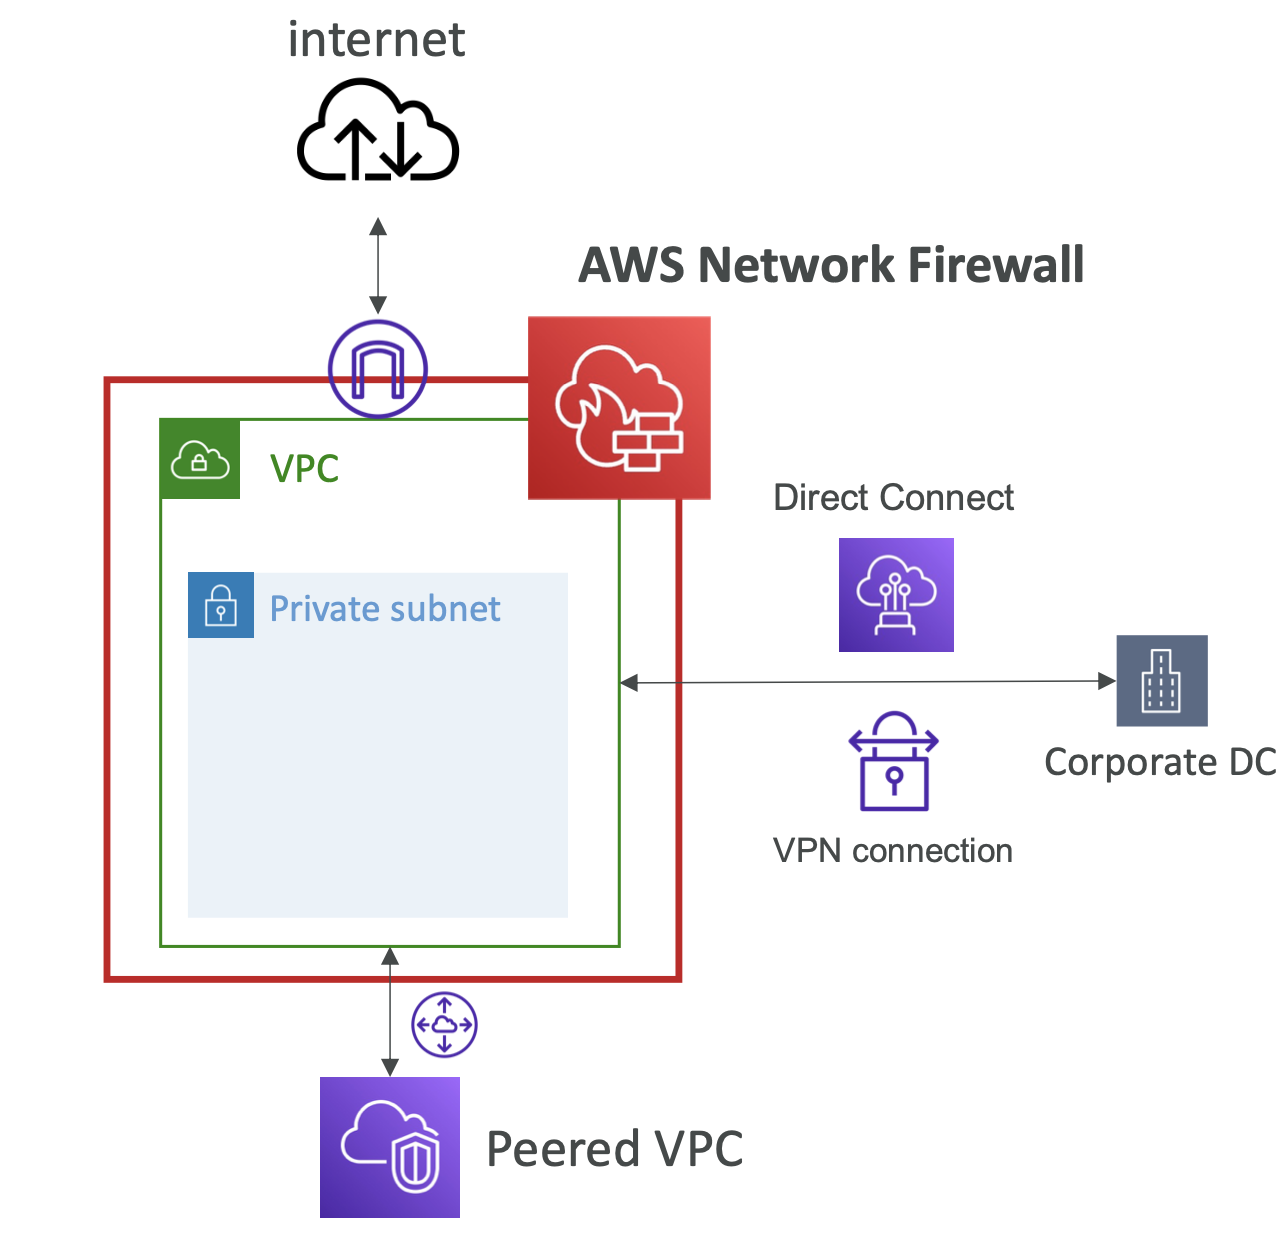 internet
AWS Network Firewall
VPC
Direct Connect
Private subnet
Corporate DC
VPN connection
Peered VPC